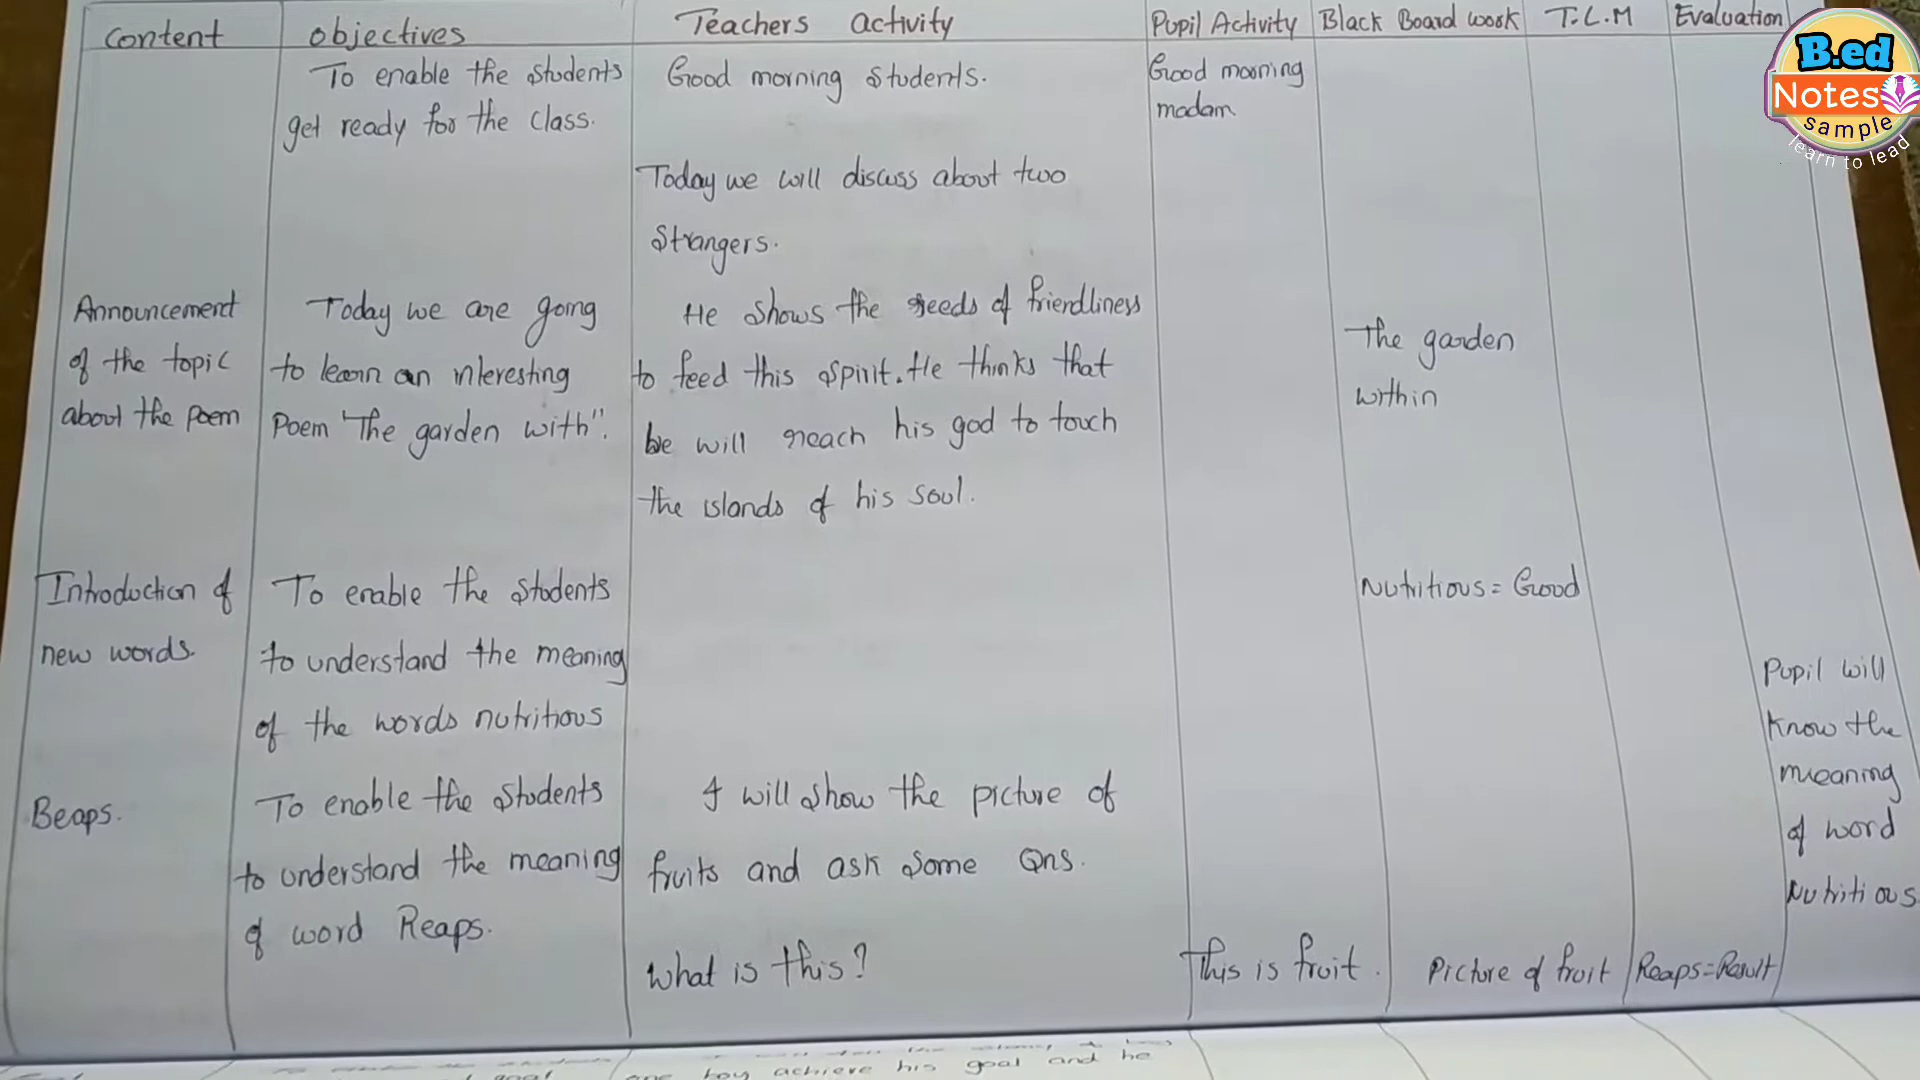 Content
objectives
Teachers activity
Pupil Activity
Black Board work
T.L.M
Evaluation
To enable the students
get ready for the class.
Good morning students.
Good morning
madam
Today we will discuss about two
Strangers.
Announcement
of the topic
about the poem
Today we are going
to learn an interesting
Poem "The garden with".
He shows the seeds of friendliness
to feed this spirit. He thinks that
be will reach his god to touch
the islands of his soul.
The garden
within
Introduction of
new words.
To enable the students
to understand the meaning
of the words nutritious
Nutritious = Good
Pupil will
know the
meaning
of word
Nutritious
Beaps.
To enable the students
to understand the meaning
of word Reaps.
I will show the picture of
fruits and ask some Qns.
What is this?
This is fruit.
Picture of fruit
Reaps=Result
boy achieve his goal and he
B.ed
Notes
sample
learn to lead